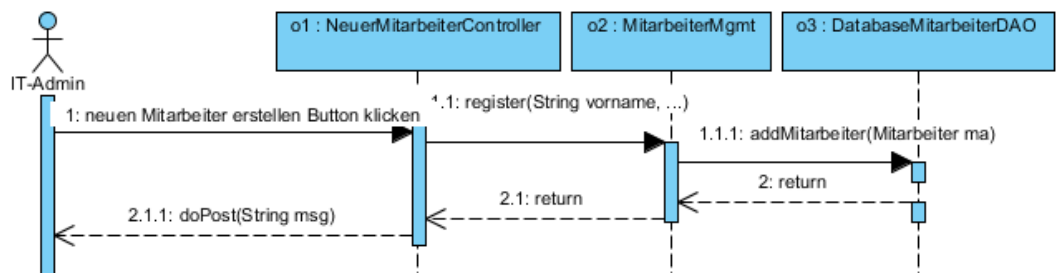 o1 : NeuerMitarbeiterController
o2 : MitarbeiterMgmt
o3 : DatabaseMitarbeiterDAO
IT-Admin
1: neuen Mitarbeiter erstellen Button klicken
1.1: register(String vorname, ...)
1.1.1: addMitarbeiter(Mitarbeiter ma)
2: return
2.1: return
2.1.1: doPost(String msg)